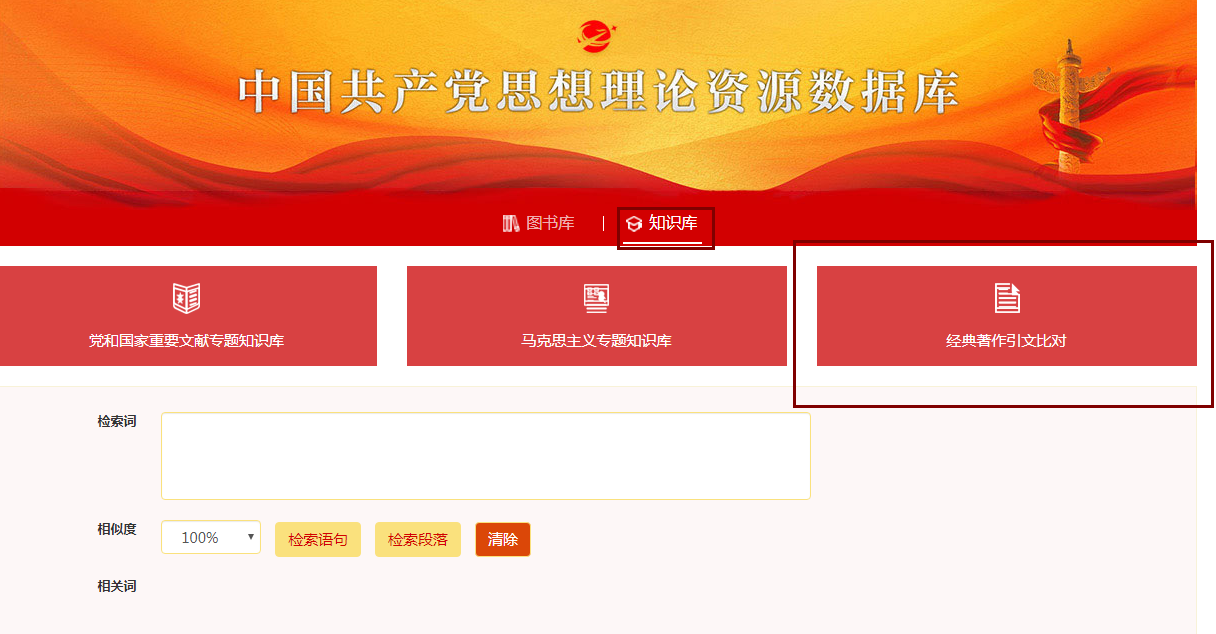 中国共产党思想理论资源数据库
图书库 | 知识库
党和国家重要文献专题知识库
马克思主义专题知识库
经典著作引文比对
检索词
相似度 100% 检索语句 检索段落 清除
相关词